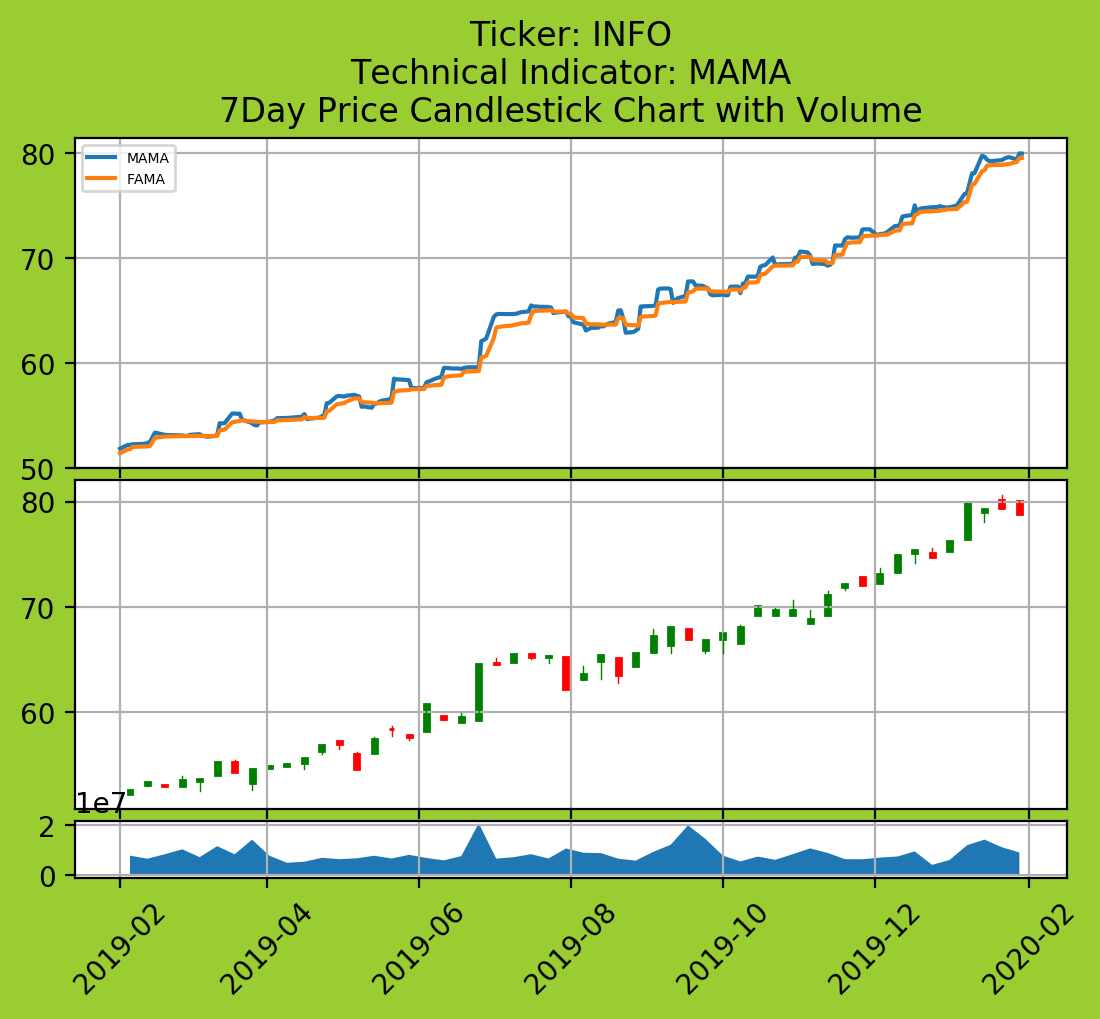 Ticker: INFO
Technical Indicator: MAMA
7Day Price Candlestick Chart with Volume
80
70
60
50
MAMA
FAMA
80
70
60
1e7
2
0
2019-02
2019-04
2019-06
2019-08
2019-10
2019-12
2020-02